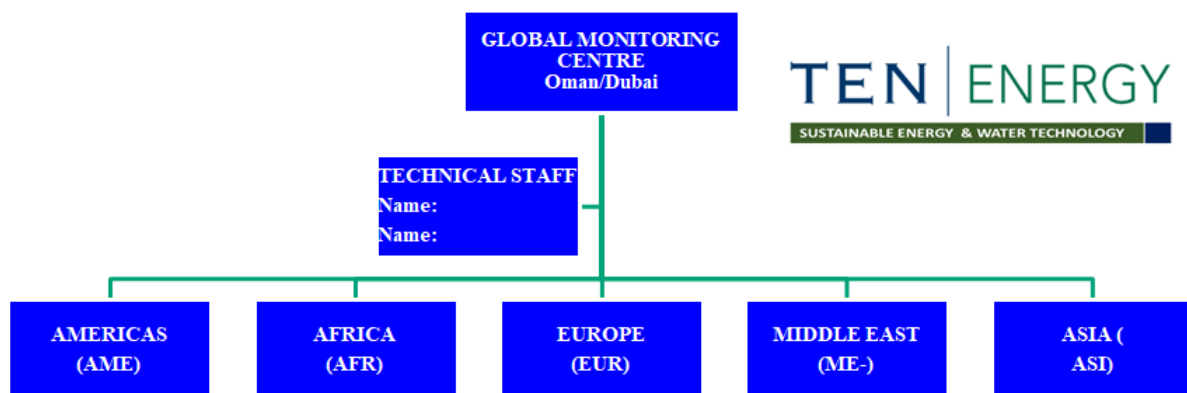 GLOBAL MONITORING
CENTRE
Oman/Dubai
TEN ENERGY
SUSTAINABLE ENERGY & WATER TECHNOLOGY
TECHNICAL STAFF
Name:
Name:
AMERICAS
(AME)
AFRICA
(AFR)
EUROPE
(EUR)
MIDDLE EAST
(ME-)
ASIA (
ASI)